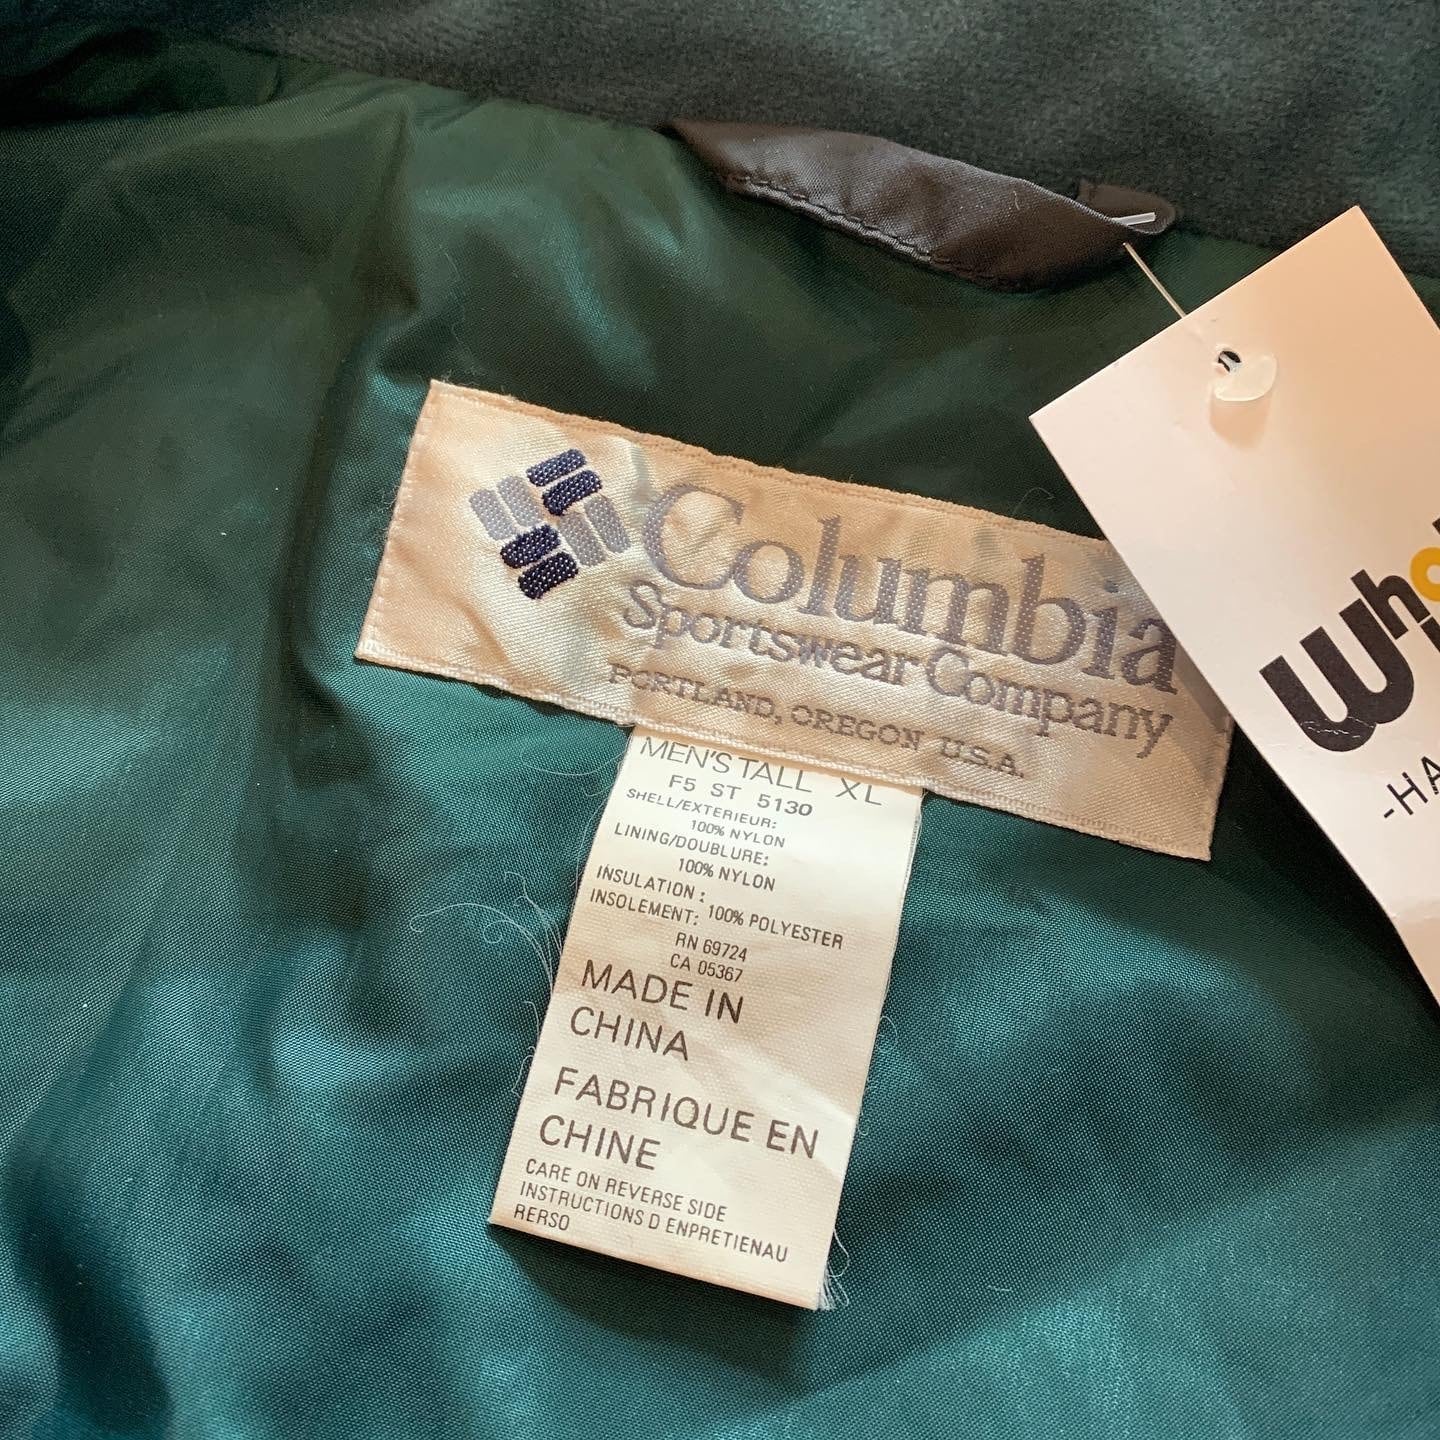 Columbia
Sportswear Company
PORTLAND, OREGON U.S.A.
MEN'S TALL XL
F5 ST 5130
SHELL/EXTERIEUR:
100% NYLON
LINING/DOUBLURE:
100% NYLON
INSULATION :
INSOLEMENT: 100% POLYESTER
RN 69724
CA 05367
MADE IN
CHINA
FABRIQUE EN
CHINE
CARE ON REVERSE SIDE
INSTRUCTIONS D ENPRETIENAU
RERSO